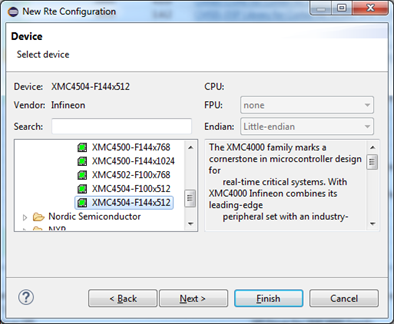 New Rte Configuration
Device
Select device
Device: XMC4504-F144x512
CPU:
Vendor: Infineon
FPU: none
Search:
Endian: Little-endian
XMC4500-F144x768
XMC4500-F144x1024
XMC4502-F100x768
XMC4504-F100x512
XMC4504-F144x512
Nordic Semiconductor
NXP
The XMC4000 family marks a
cornerstone in microcontroller design
for
real-time critical systems. With
XMC4000 Infineon combines its
leading-edge
peripheral set with an industry-
? < Back Next > Finish Cancel